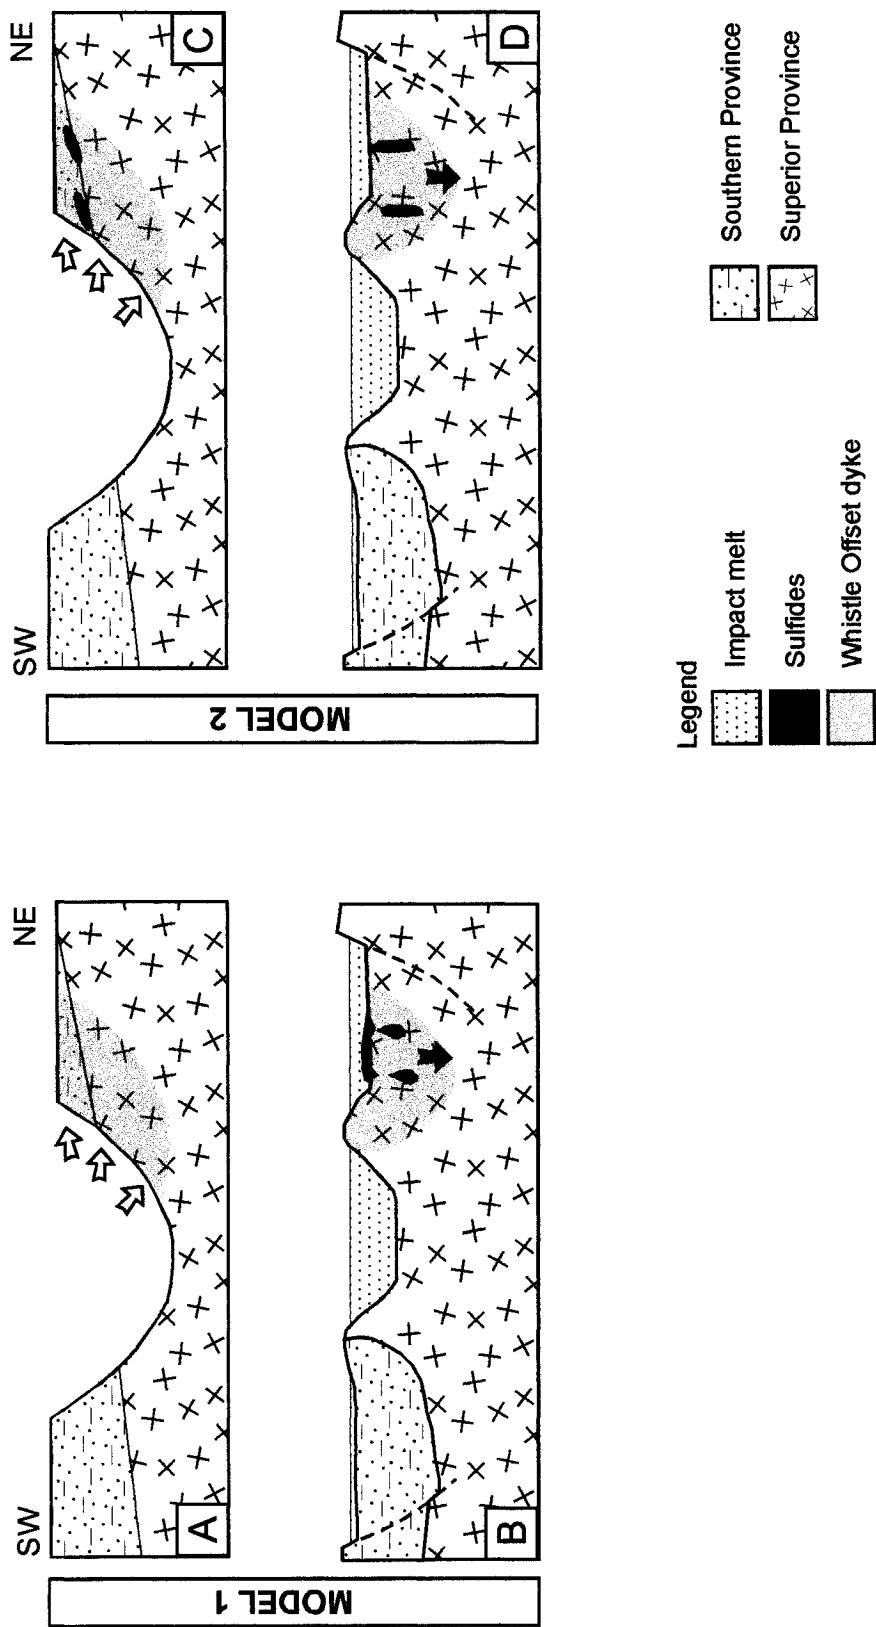 MODEL 1
SW
NE
A
B
MODEL 2
SW
NE
C
D
Legend
Impact melt
Sulfides
Whistle Offset dyke
Southern Province
Superior Province